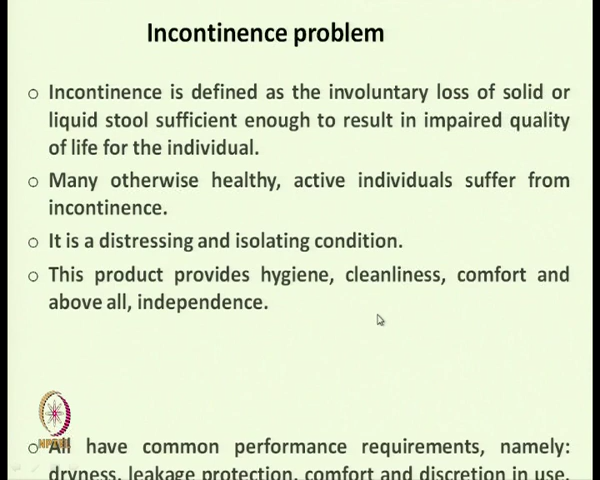 Incontinence problem
○ Incontinence is defined as the involuntary loss of solid or
liquid stool sufficient enough to result in impaired quality
of life for the individual.
○ Many otherwise healthy, active individuals suffer from
incontinence.
○ It is a distressing and isolating condition.
○ This product provides hygiene, cleanliness, comfort and
above all, independence.
○ All have common performance requirements, namely:
dryness, leakage protection, comfort and discretion in use.